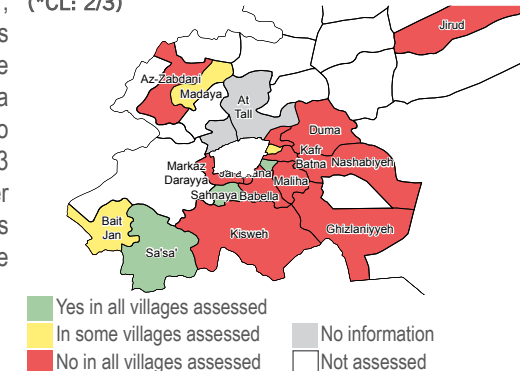 (*CL: 2/3)
Jirud
Az-Zabdani
Madaya
At
Tall
Duma
Kafr
Batna
Nashabiyeh
Markaz
Darayya
Maliha
Sahnaya
Babella
Bait
Jan
Sa'sa'
Kisweh
Ghizlaniyyeh
Yes in all villages assessed
In some villages assessed
No in all villages assessed
No information
Not assessed